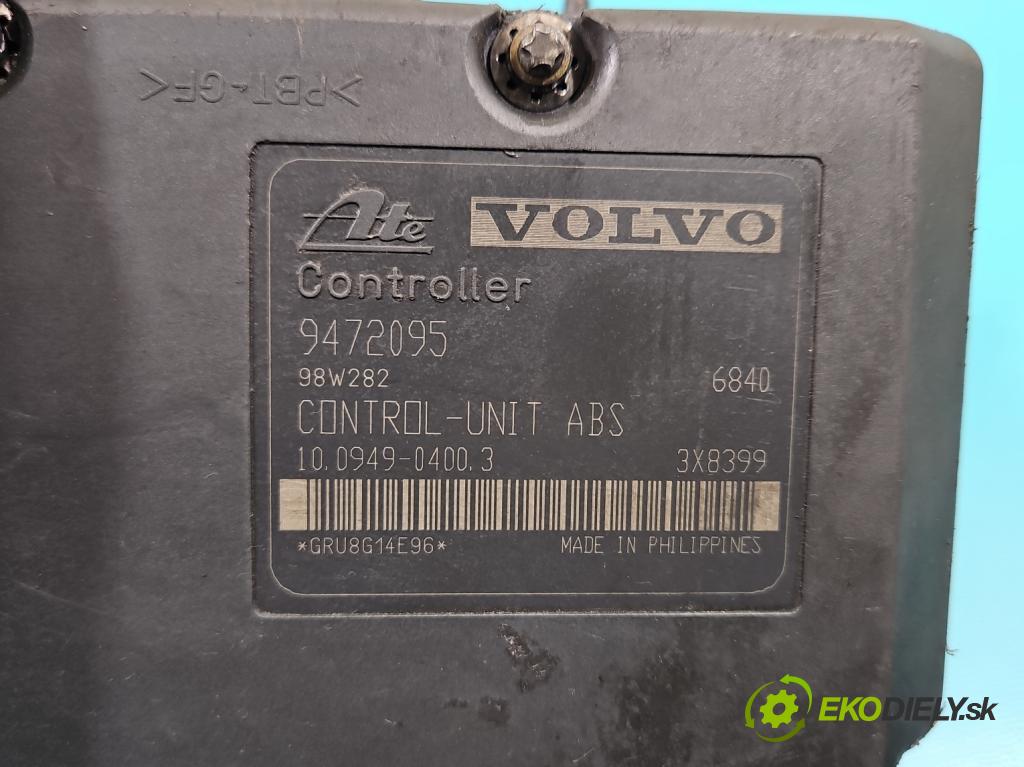 >PBT-GF<
Ate VOLVO
Controller
9472095
98W282 6840
CONTROL-UNIT ABS
10.0949-0400.3 3X8399
*GRU8G14E96* MADE IN PHILIPPINES
EKODIELY.sk